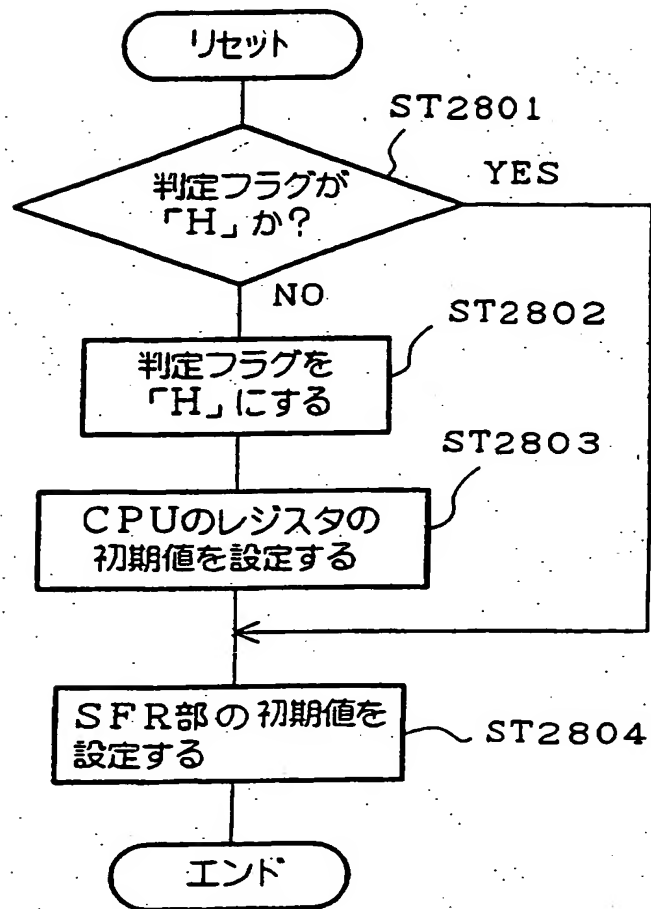 リセット
ST2801
判定フラグが
「H」か?
YES
NO
ST2802
判定フラグを
「H」にする
ST2803
CPUのレジスタの
初期値を設定する
SFR部の初期値を
設定する
ST2804
エンド